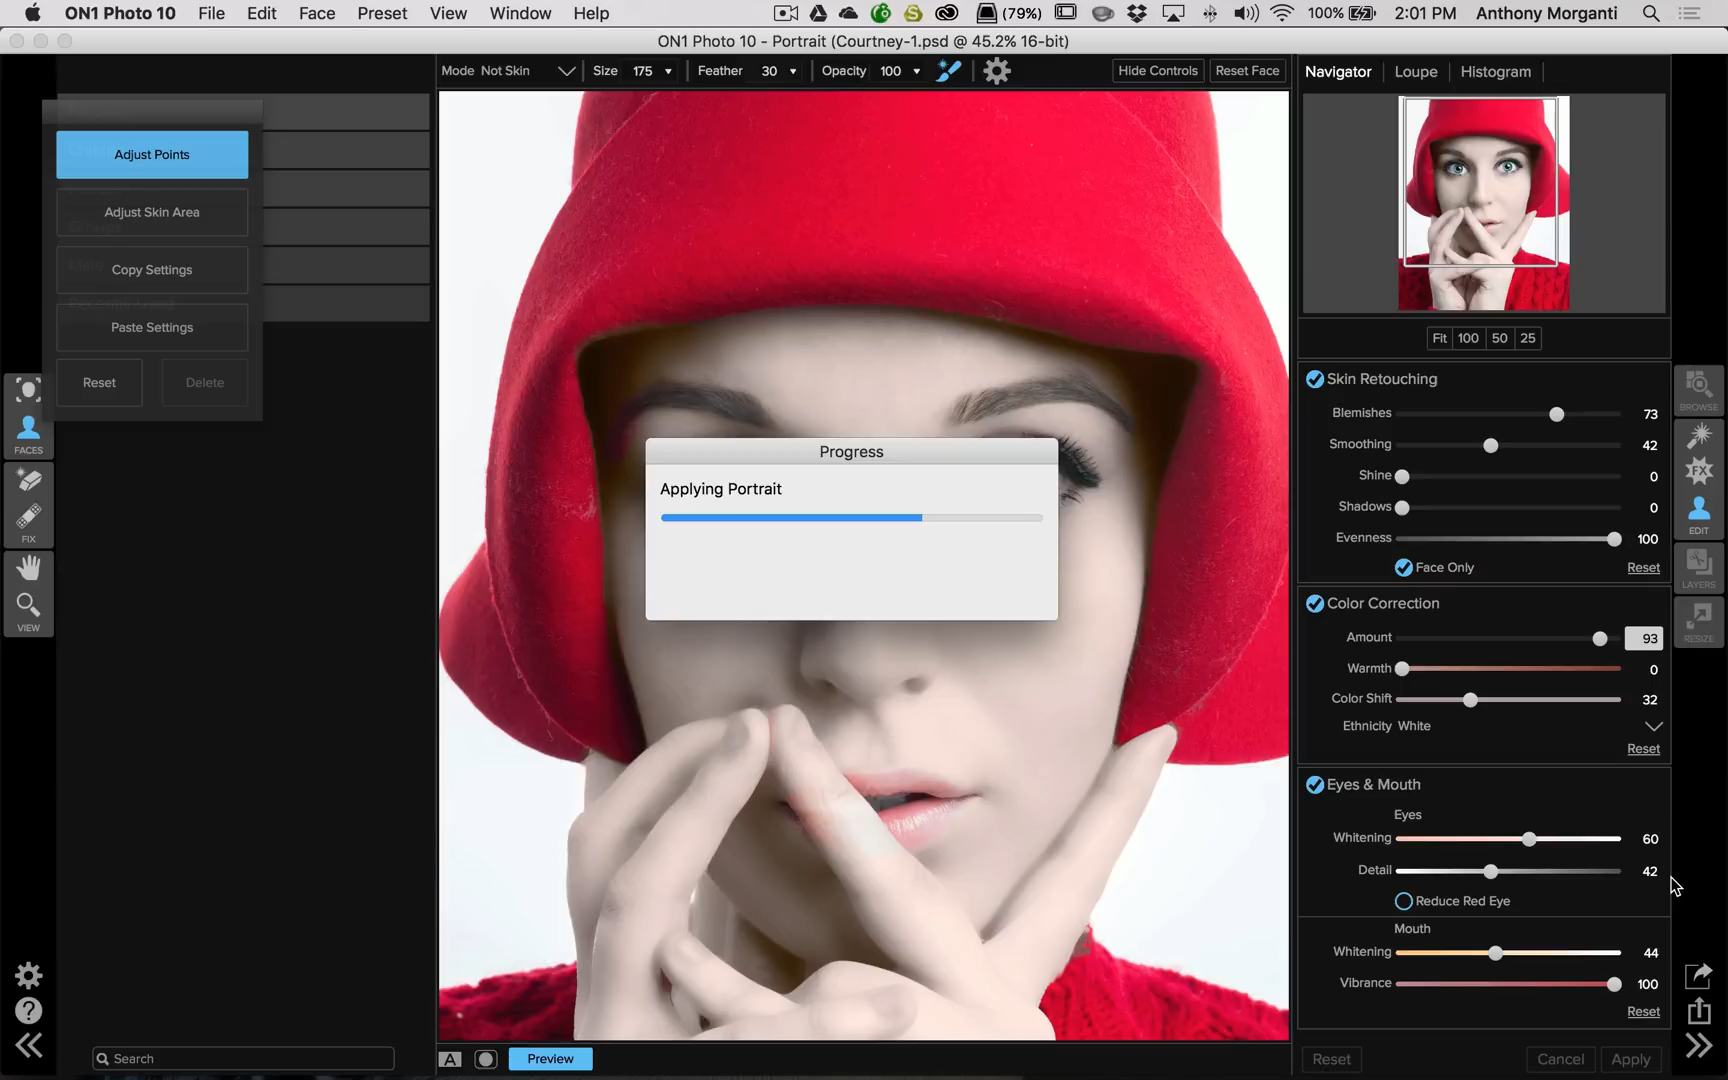 ON1 Photo 10 File Edit Face Preset View Window Help (79%) 100% 2:01 PM Anthony Morganti
ON1 Photo 10 - Portrait (Courtney-1.psd @ 45.2% 16-bit)
Mode Not Skin Size 175 Feather 30 Opacity 100 Hide Controls Reset Face
Navigator Loupe Histogram
Adjust Points
Adjust Skin Area
Copy Settings
Paste Settings
Reset Delete
FACES
FIX
VIEW
Search
A Preview
Progress
Applying Portrait
Fit 100 50 25
Skin Retouching
Blemishes 73
Smoothing 42
Shine 0
Shadows 0
Evenness 100
Face Only Reset
Color Correction
Amount 93
Warmth 0
Color Shift 32
Ethnicity White
Reset
Eyes & Mouth
Eyes
Whitening 60
Detail 42
Reduce Red Eye
Mouth
Whitening 44
Vibrance 100
Reset
Reset Cancel Apply
BROWSE
FX
EDIT
LAYERS
RESIZE